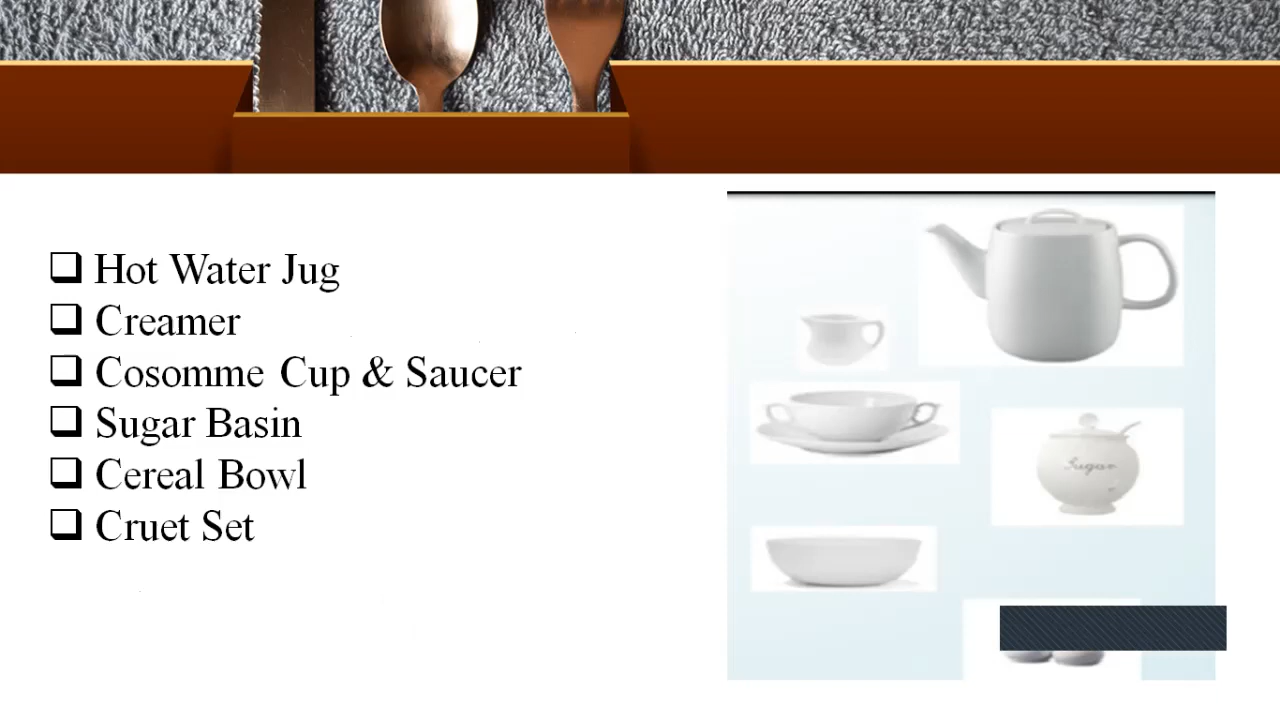 Hot Water Jug
Creamer
Cosomme Cup & Saucer
Sugar Basin
Cereal Bowl
Cruet Set
Sugar